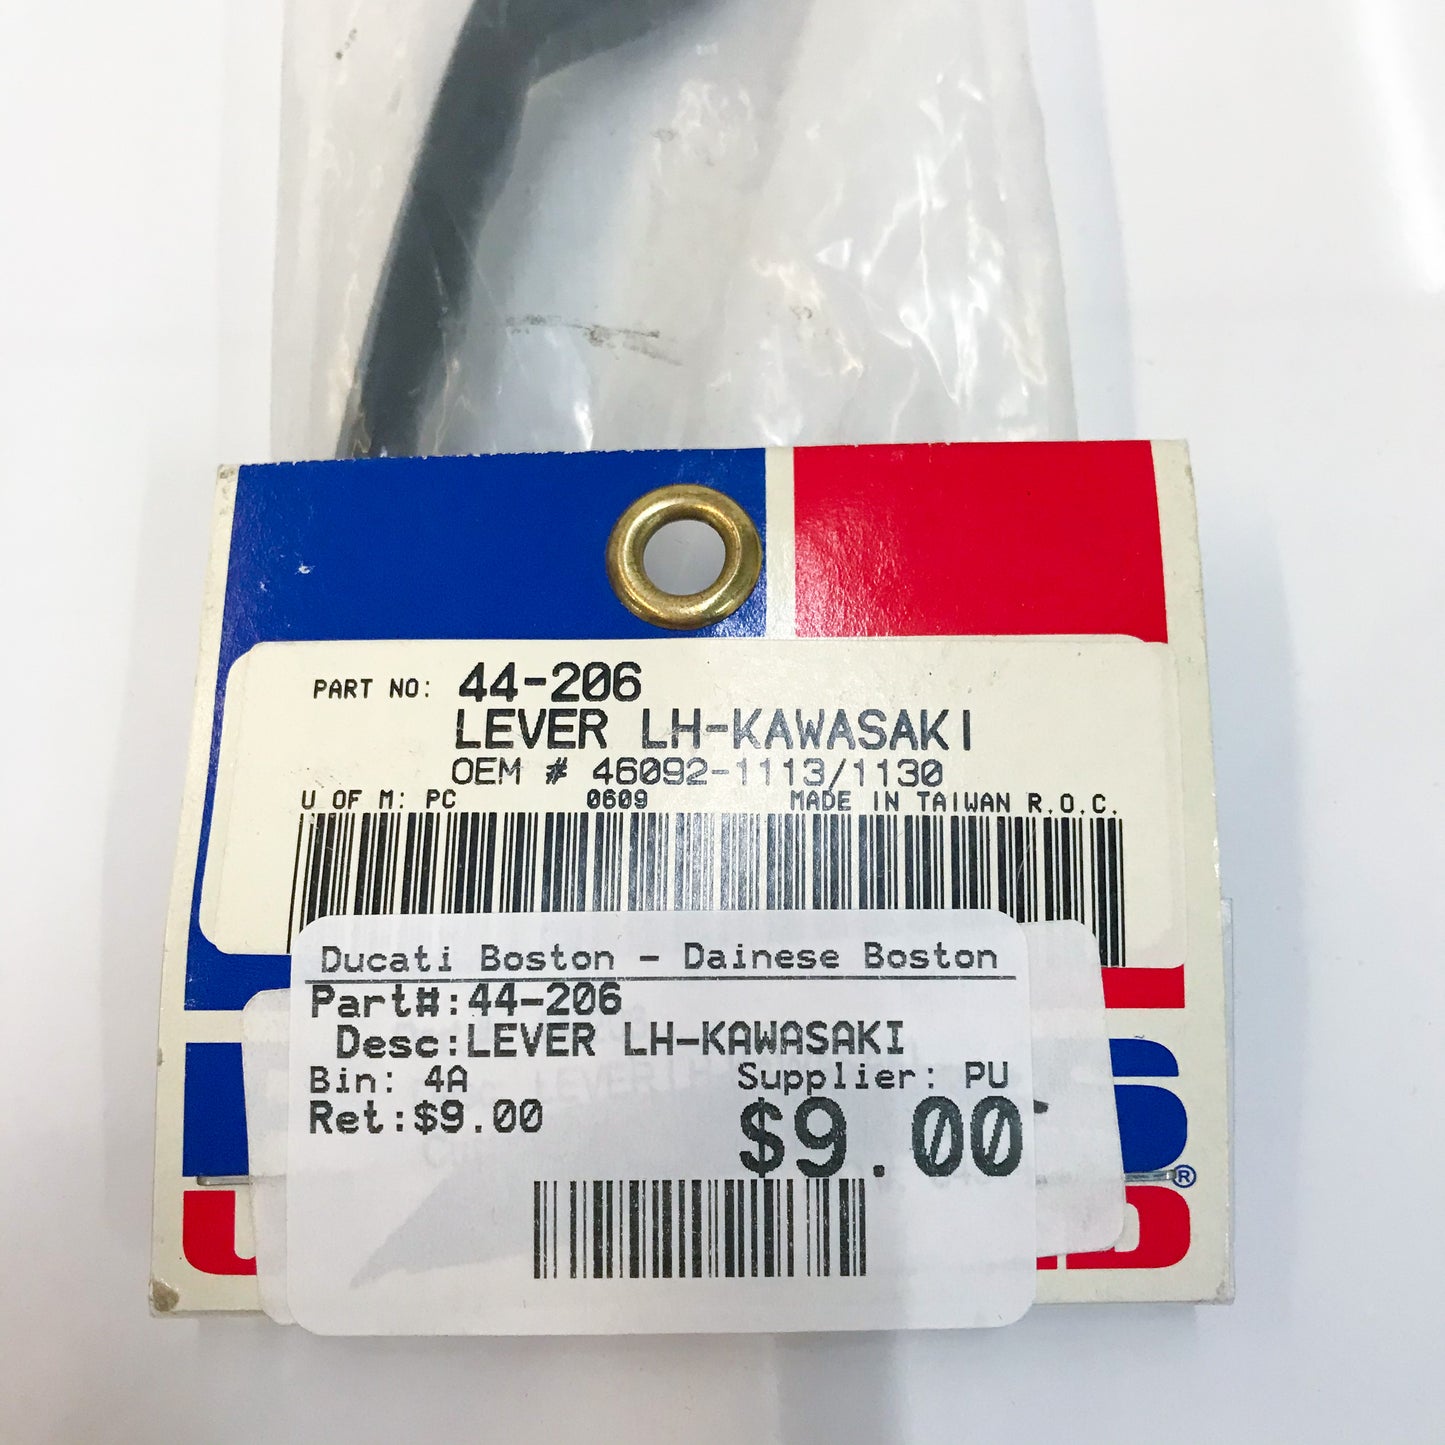 PART NO: 44-206
LEVER LH-KAWASAKI
OEM # 46092-1113/1130
U OF M: PC 0609 MADE IN TAIWAN R.O.C.
Ducati Boston - Dainese Boston
Part#:44-206
Desc:LEVER LH-KAWASAKI
Bin: 4A Supplier: PU
Ret:$9.00 $9.00
®